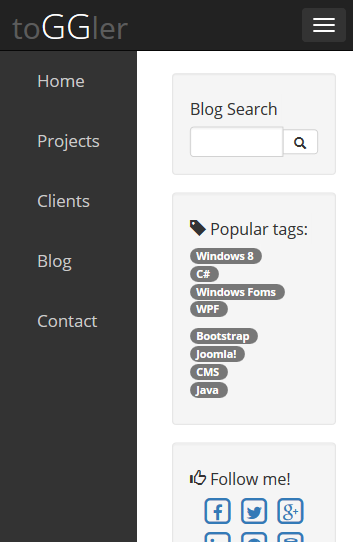 toGGler
Home
Projects
Clients
Blog
Contact
Blog Search
Popular tags:
Windows 8
C#
Windows Foms
WPF
Bootstrap
Joomla!
CMS
Java
Follow me!